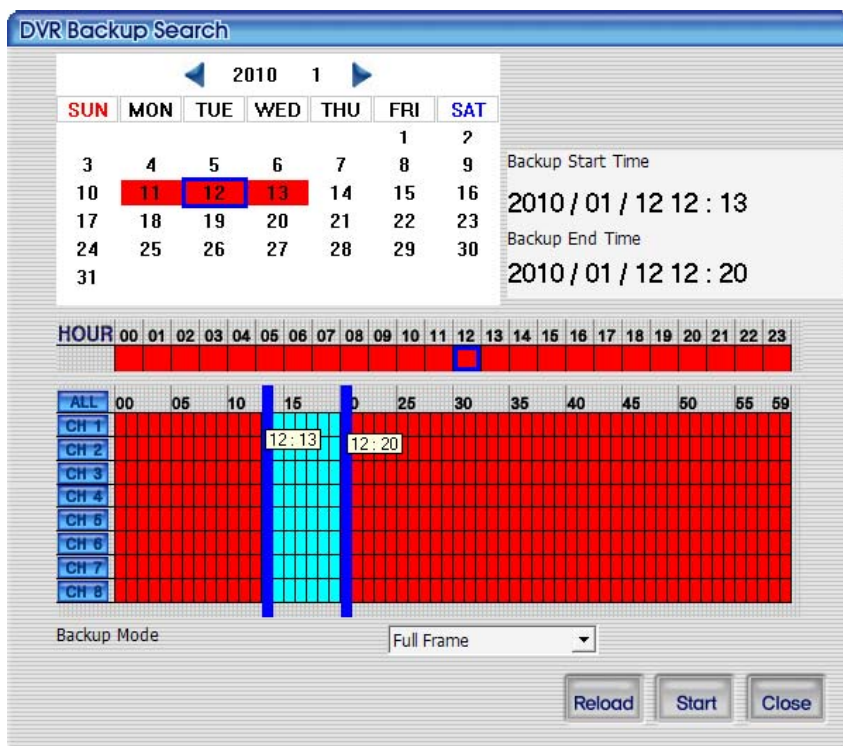 DVR Backup Search
2010 1
SUN MON TUE WED THU FRI SAT
1 2
3 4 5 6 7 8 9
10 11 12 13 14 15 16
17 18 19 20 21 22 23
24 25 26 27 28 29 30
31
Backup Start Time
2010 / 01 / 12 12 : 13
Backup End Time
2010 / 01 / 12 12 : 20
HOUR 00 01 02 03 04 05 06 07 08 09 10 11 12 13 14 15 16 17 18 19 20 21 22 23
ALL 00 05 10 15 0 25 30 35 40 45 50 55 59
CH 1
12 : 13
12 : 20
CH 2
CH 3
CH 4
CH 5
CH 6
CH 7
CH 8
Backup Mode
Full Frame
Reload Start Close